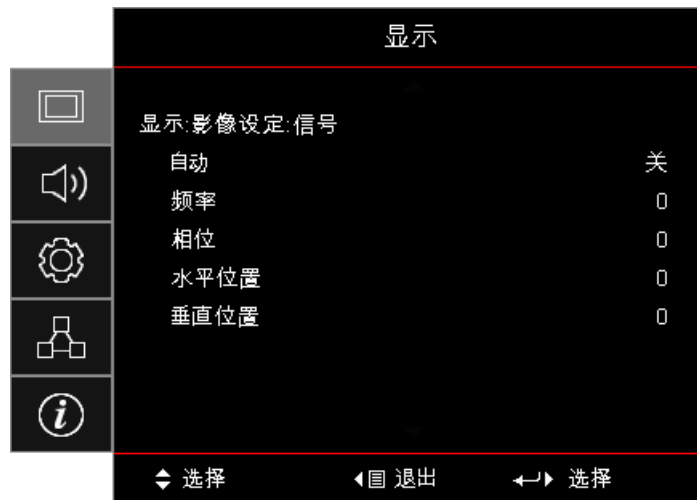 显示
显示:影像设定:信号
自动 关
频率 0
相位 0
水平位置 0
垂直位置 0
选择 退出 选择